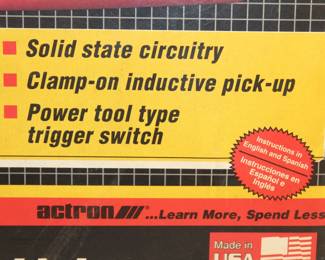 Solid state circuitry
Clamp-on inductive pick-up
Power tool type
trigger switch
Instructions in
English and Spanish
Instrucciones en
Español e
Inglés
actron ...Learn More, Spend Less
Made in
USA